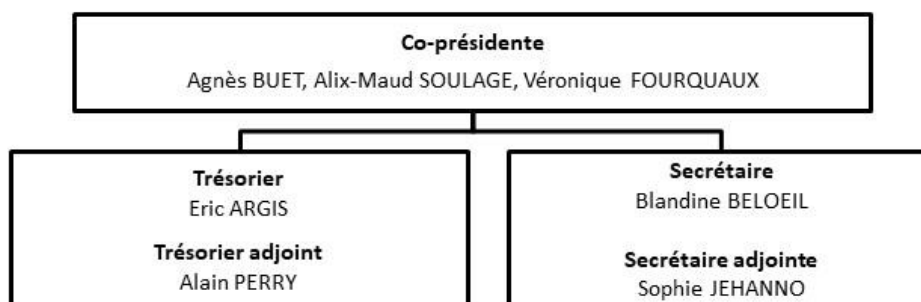 Co-présidente
Agnès BUET, Alix-Maud SOULAGE, Véronique FOURQUAUX
Trésorier
Eric ARGIS
Trésorier adjoint
Alain PERRY
Secrétaire
Blandine BELOEIL
Secrétaire adjointe
Sophie JEHANNO